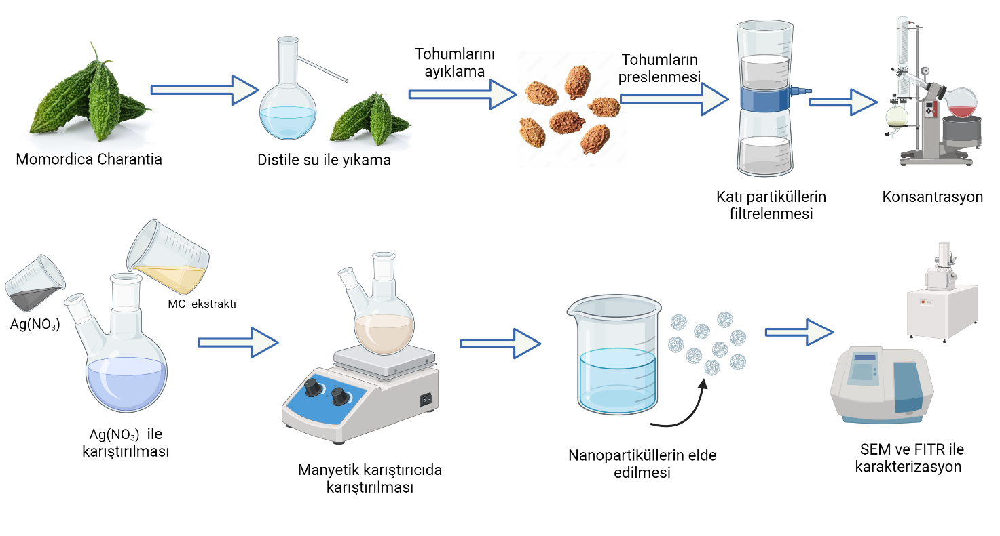 Momordica Charantia
Distile su ile yıkama
Tohumlarını
ayıklama
Tohumların
preslenmesi
Katı partiküllerin
filtrelenmesi
Konsantrasyon
Ag(NO₃)
MC ekstraktı
Ag(NO₃) ile
karıştırılması
Manyetik karıştırıcıda
karıştırılması
Nanopartiküllerin elde
edilmesi
SEM ve FITR ile
karakterizasyon